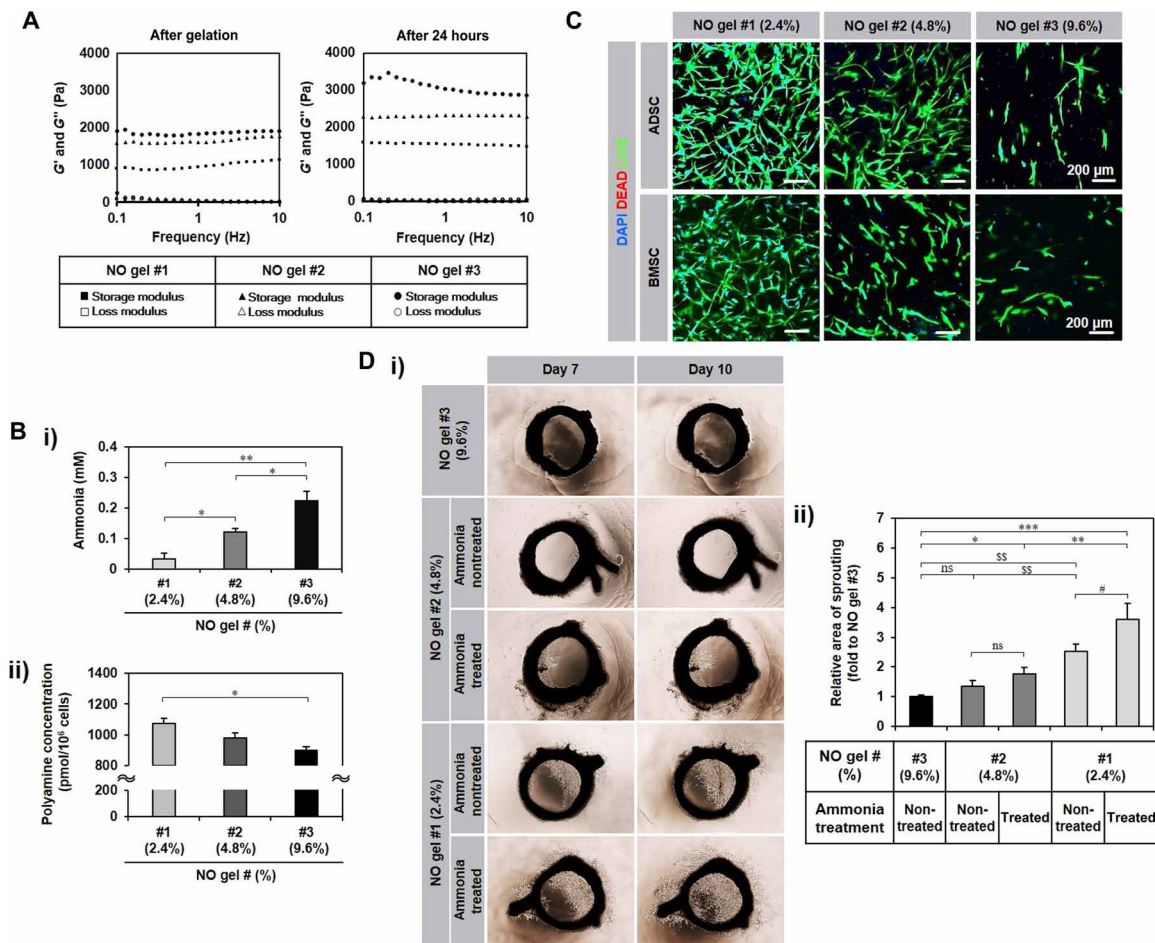 A
After gelation
G' and G" (Pa)
4000
3000
2000
1000
0
0.1
1
10
Frequency (Hz)
After 24 hours
G' and G" (Pa)
4000
3000
2000
1000
0
0.1
1
10
Frequency (Hz)
NO gel #1
NO gel #2
NO gel #3
■ Storage modulus
□ Loss modulus
▲ Storage modulus
△ Loss modulus
● Storage modulus
○ Loss modulus
B
i)
Ammonia (mM)
0.4
0.3
0.2
0.1
0
**
*
*
#1
(2.4%)
#2
(4.8%)
#3
(9.6%)
NO gel # (%)
ii)
Polyamine concentration
(pmol/10⁶ cells)
1400
1200
1000
800
200
0
*
#1
(2.4%)
#2
(4.8%)
#3
(9.6%)
NO gel # (%)
C
NO gel #1 (2.4%)
NO gel #2 (4.8%)
NO gel #3 (9.6%)
DAPI DEAD LIVE
ADSC
200 µm
BMSC
200 µm
D
i)
Day 7
Day 10
NO gel #3
(9.6%)
NO gel #2 (4.8%)
Ammonia
nontreated
Ammonia
treated
NO gel #1 (2.4%)
Ammonia
nontreated
Ammonia
treated
ii)
Relative area of sprouting
(fold to NO gel #3)
7
6
5
4
3
2
1
0
***
*
**
$$
ns
$$
#
ns
NO gel #
(%)
#3
(9.6%)
#2
(4.8%)
#1
(2.4%)
Ammonia
treatment
Non-
treated
Non-
treated
Treated
Non-
treated
Treated